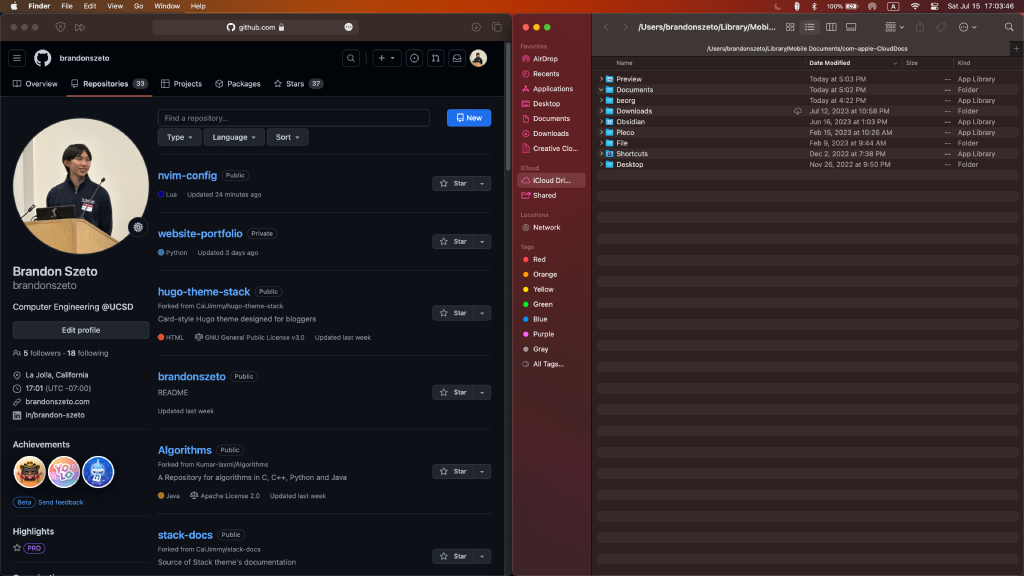 Finder File Edit View Go Window Help
100% A Sat Jul 15 17:03:46
github.com
brandonszeto
Overview Repositories 33 Projects Packages Stars 37
Find a repository...
New
Type Language Sort
nvim-config Public
Star
Lua Updated 24 minutes ago
website-portfolio Private
Star
Python Updated 3 days ago
hugo-theme-stack Public
Forked from CaiJimmy/hugo-theme-stack
Star
Card-style Hugo theme designed for bloggers
HTML GNU General Public License v3.0 Updated last week
brandonszeto Public
README
Star
Updated last week
Algorithms Public
Forked from Kumar-laxmi/Algorithms
Star
A Repository for algorithms in C, C++, Python and Java
Java Apache License 2.0 Updated last week
stack-docs Public
Forked from CaiJimmy/stack-docs
Star
Source of Stack theme's documentation
Brandon Szeto
brandonszeto
Computer Engineering @UCSD
Edit profile
5 followers · 18 following
La Jolla, California
17:01 (UTC -07:00)
brandonszeto.com
in/brandon-szeto
Achievements
YOLO
Beta Send feedback
Highlights
PRO
Favorites
AirDrop
Recents
Applications
Desktop
Documents
Downloads
Creative Clo...
iCloud
iCloud Dri...
Shared
Locations
Network
Tags
Red
Orange
Yellow
Green
Blue
Purple
Gray
All Tags...
/Users/brandonszeto/Library/Mobile...
/Users/brandonszeto/Library/Mobile Documents/com~apple~CloudDocs
Name Date Modified Size Kind
Preview Today at 5:03 PM -- App Library
Documents Today at 5:02 PM -- Folder
beorg Today at 4:22 PM -- App Library
Downloads Jul 12, 2023 at 10:58 PM -- Folder
Obsidian Jun 16, 2023 at 1:03 PM -- App Library
Pleco Feb 15, 2023 at 10:26 AM -- App Library
File Feb 9, 2023 at 9:44 AM -- Folder
Shortcuts Dec 2, 2022 at 7:38 PM -- App Library
Desktop Nov 26, 2022 at 9:50 PM -- Folder